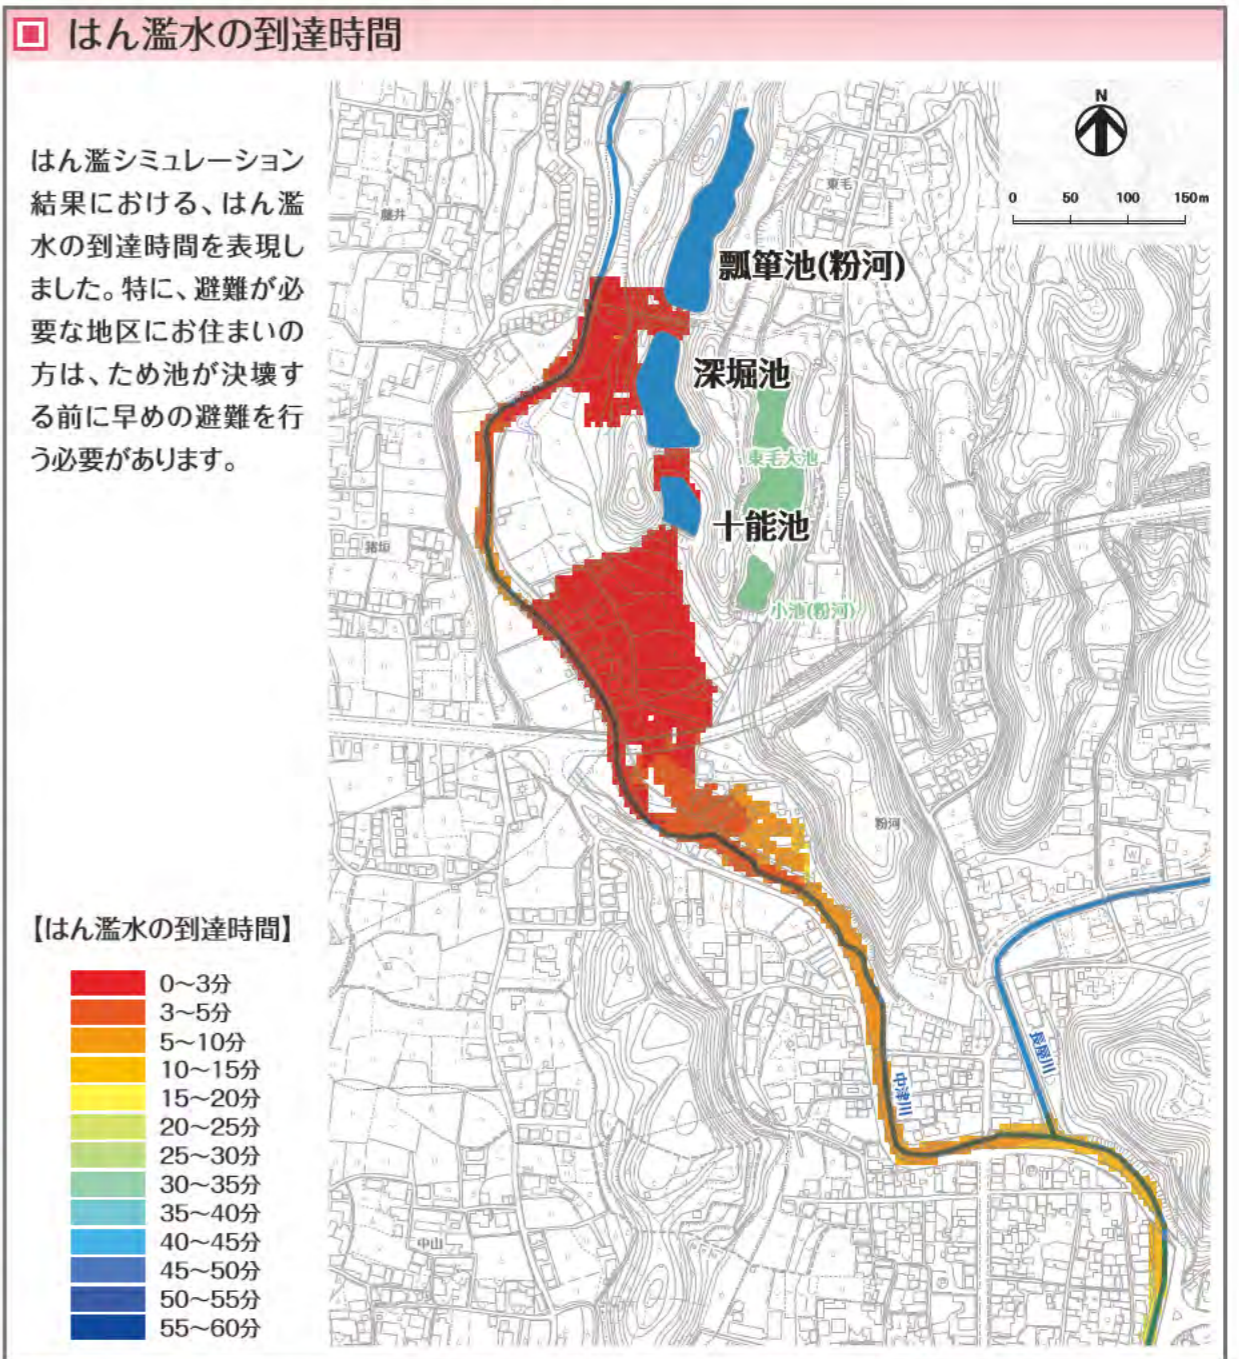 はん濫水の到達時間
はん濫シミュレーション
結果における、はん濫
水の到達時間を表現し
ました。特に、避難が必
要な地区にお住まいの
方は、ため池が決壊す
る前に早めの避難を行
う必要があります。
N
0 50 100 150m
東毛
藤井
瓢箪池(粉河)
深堀池
東毛大池
十能池
猪垣
小池(粉河)
粉河
長屋川
中津川
中山
【はん濫水の到達時間】
0〜3分
3〜5分
5〜10分
10〜15分
15〜20分
20〜25分
25〜30分
30〜35分
35〜40分
40〜45分
45〜50分
50〜55分
55〜60分